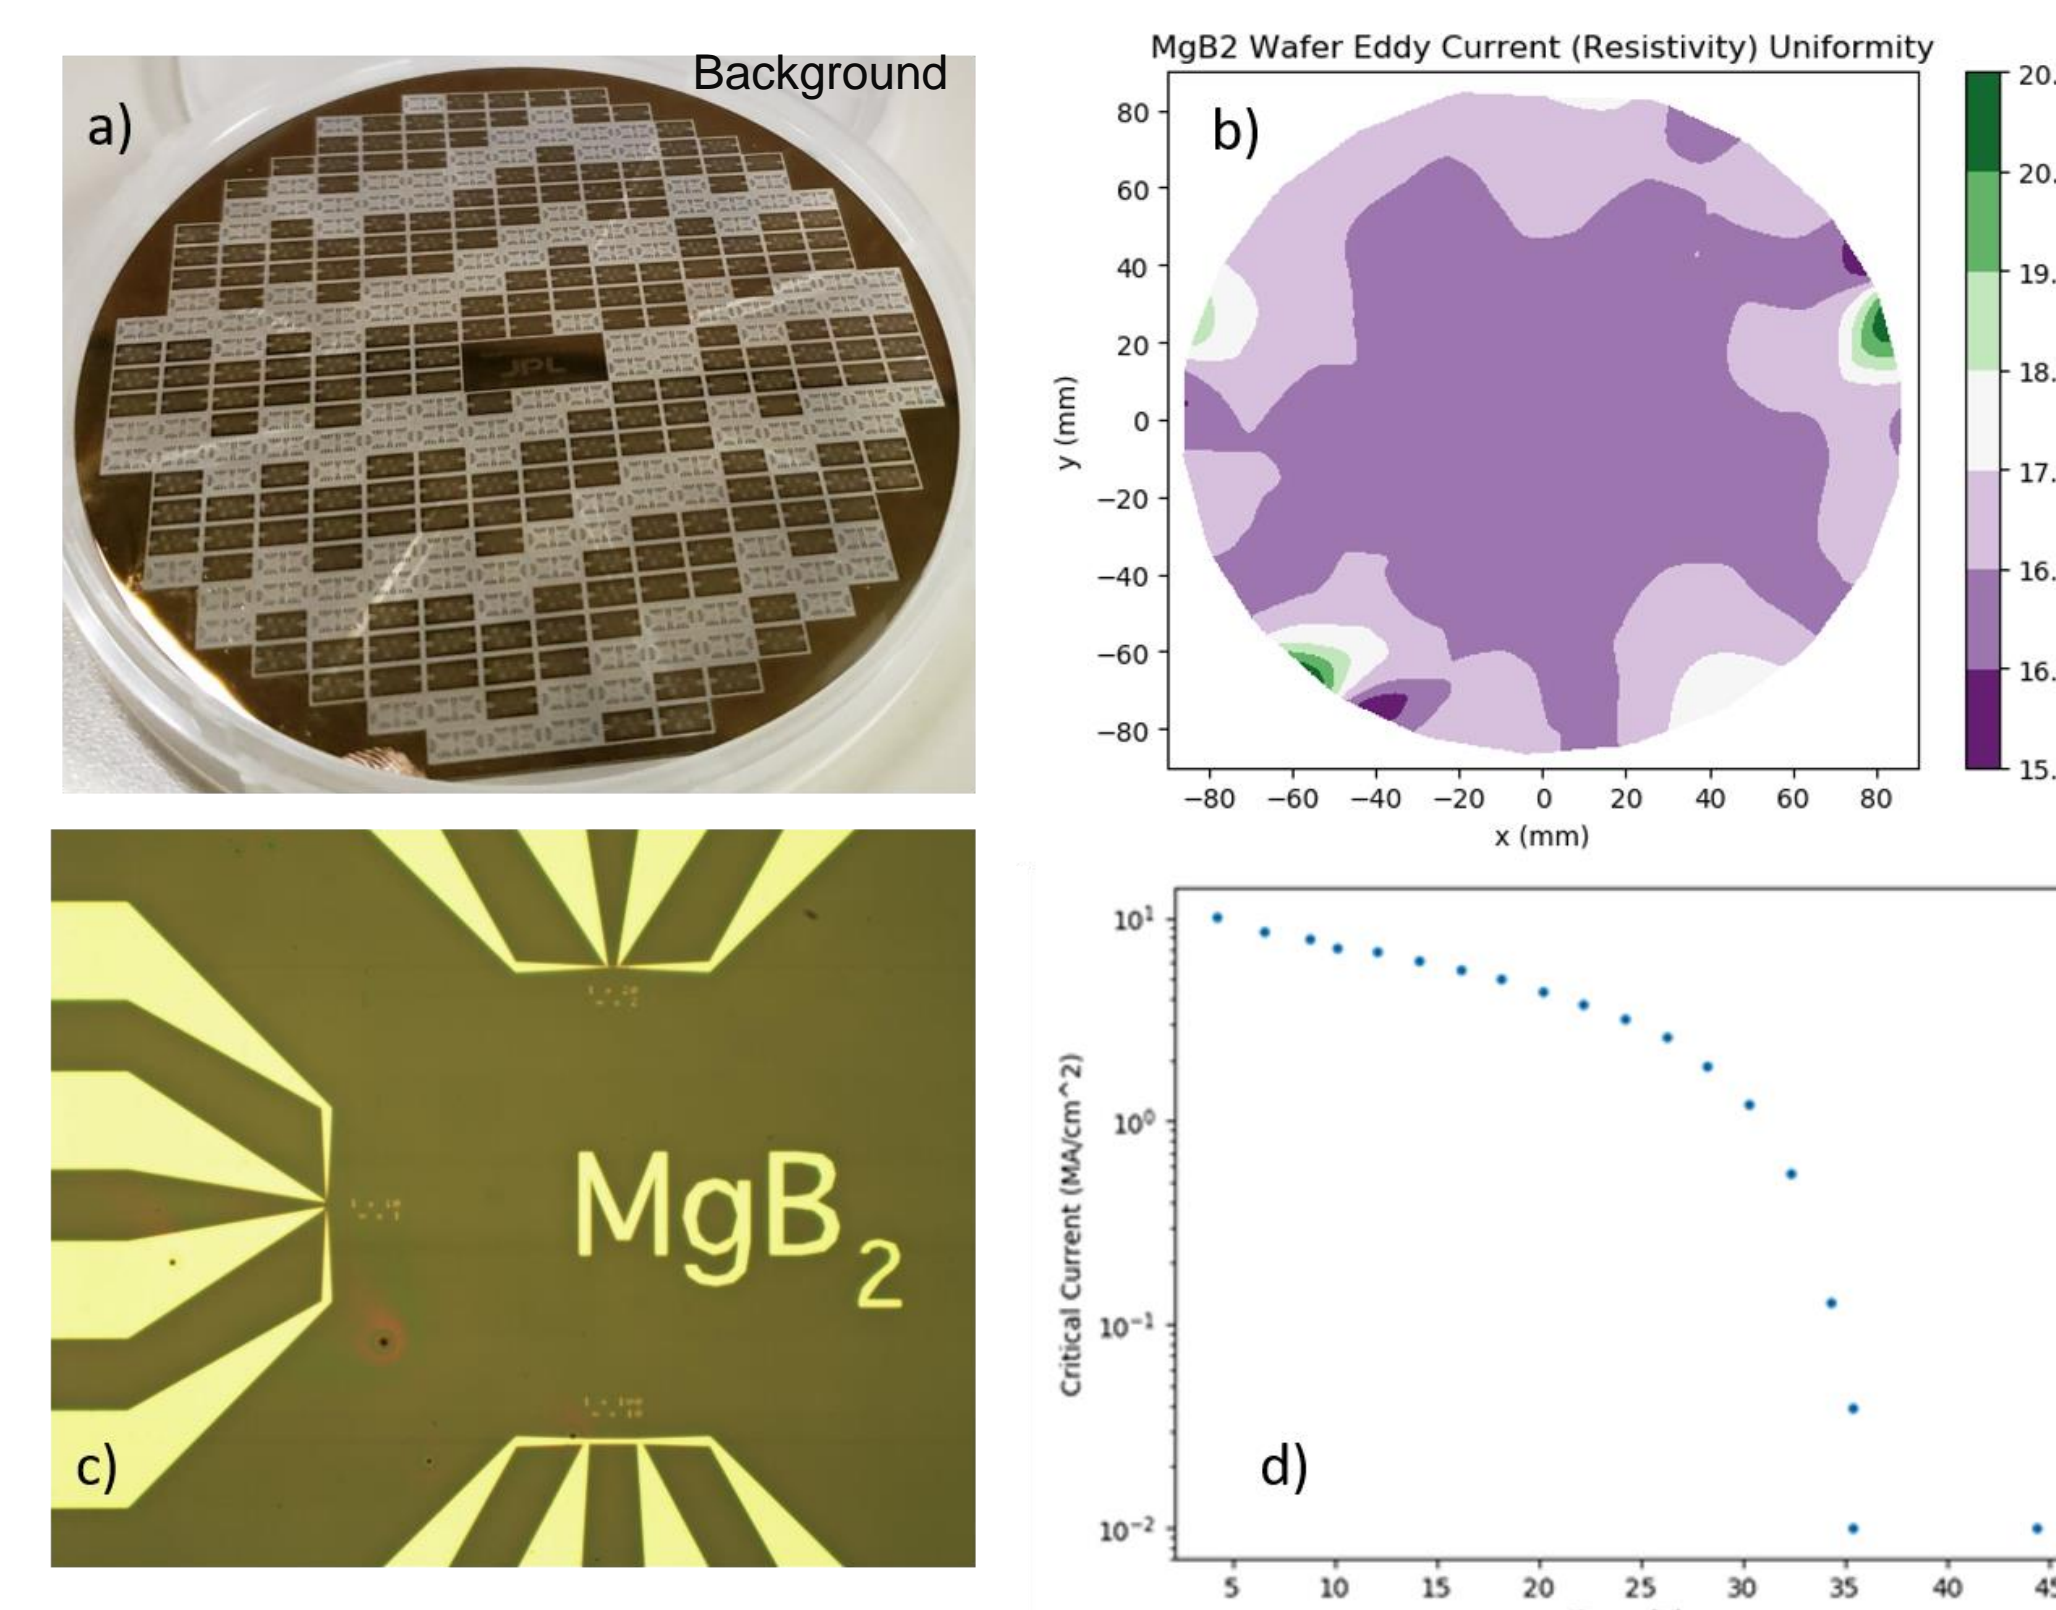 Background
a)
JPL
MgB2 Wafer Eddy Current (Resistivity) Uniformity
b)
80
60
40
20
0
−20
−40
−60
−80
y (mm)
−80 −60 −40 −20 0 20 40 60 80
x (mm)
20.
20.
19.
18.
17.
16.
16.
15.
MgB₂
c)
Critical Current (MA/cm^2)
10¹
10⁰
10⁻¹
10⁻²
d)
5 10 15 20 25 30 35 40 45